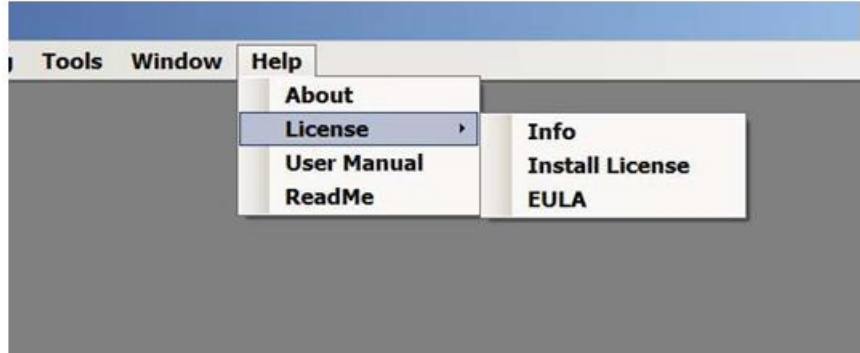 Tools Window Help
About
License
User Manual
ReadMe
Info
Install License
EULA